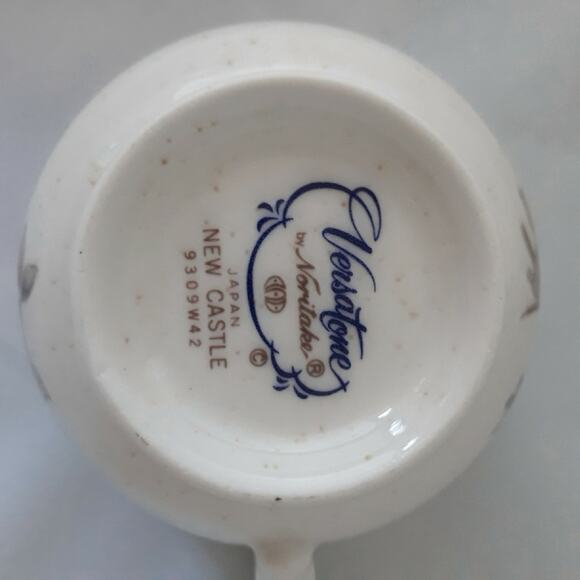 Versatone
by Noritake®
©
JAPAN
NEW CASTLE
9309W42